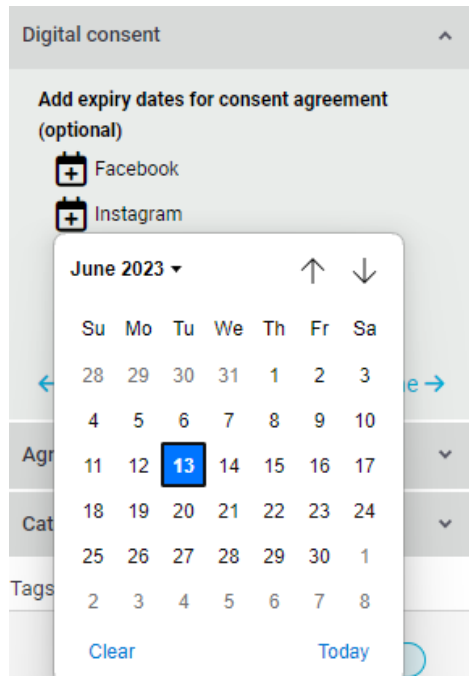 Digital consent
Add expiry dates for consent agreement
(optional)
Facebook
Instagram
June 2023
Su Mo Tu We Th Fr Sa
28 29 30 31 1 2 3
4 5 6 7 8 9 10
11 12 13 14 15 16 17
18 19 20 21 22 23 24
25 26 27 28 29 30 1
2 3 4 5 6 7 8
Clear Today
Tags